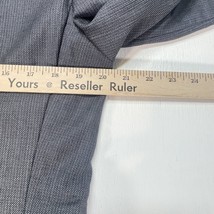 16 17 18 19 20 21 22 23 24
Yours @ Reseller Ruler